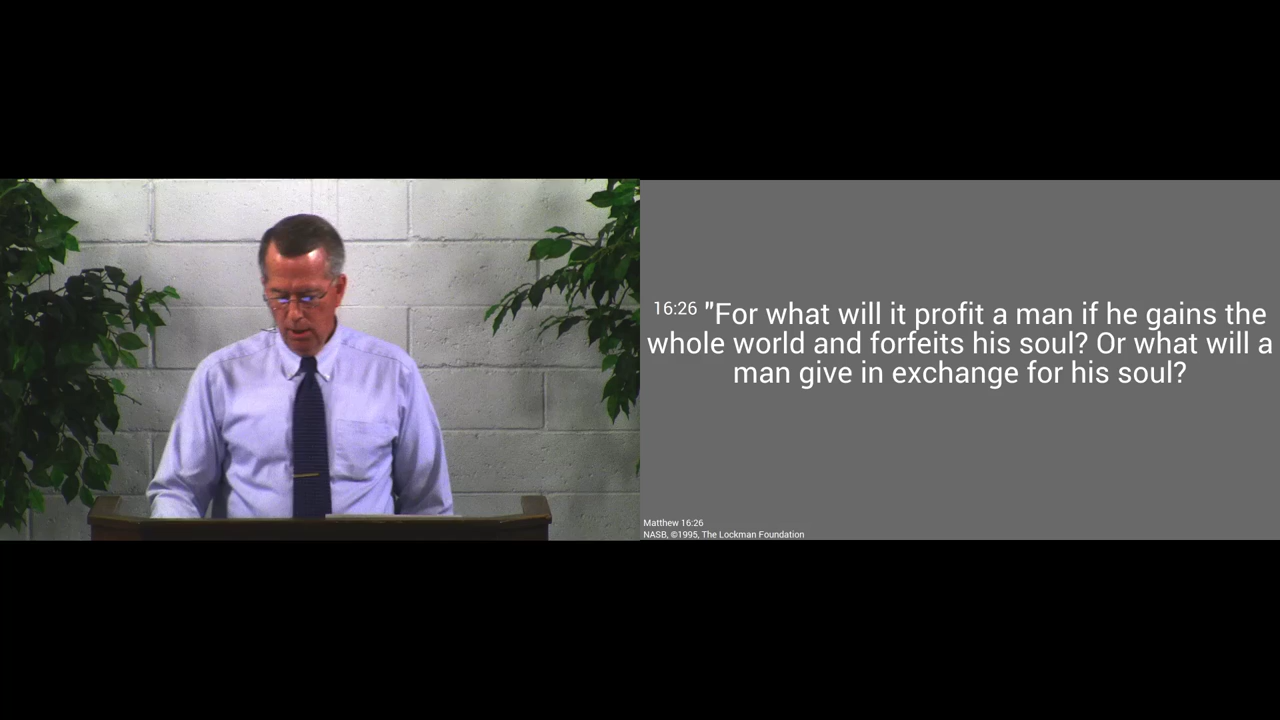 16:26 "For what will it profit a man if he gains the
whole world and forfeits his soul? Or what will a
man give in exchange for his soul?
Matthew 16:26
NASB, ©1995, The Lockman Foundation